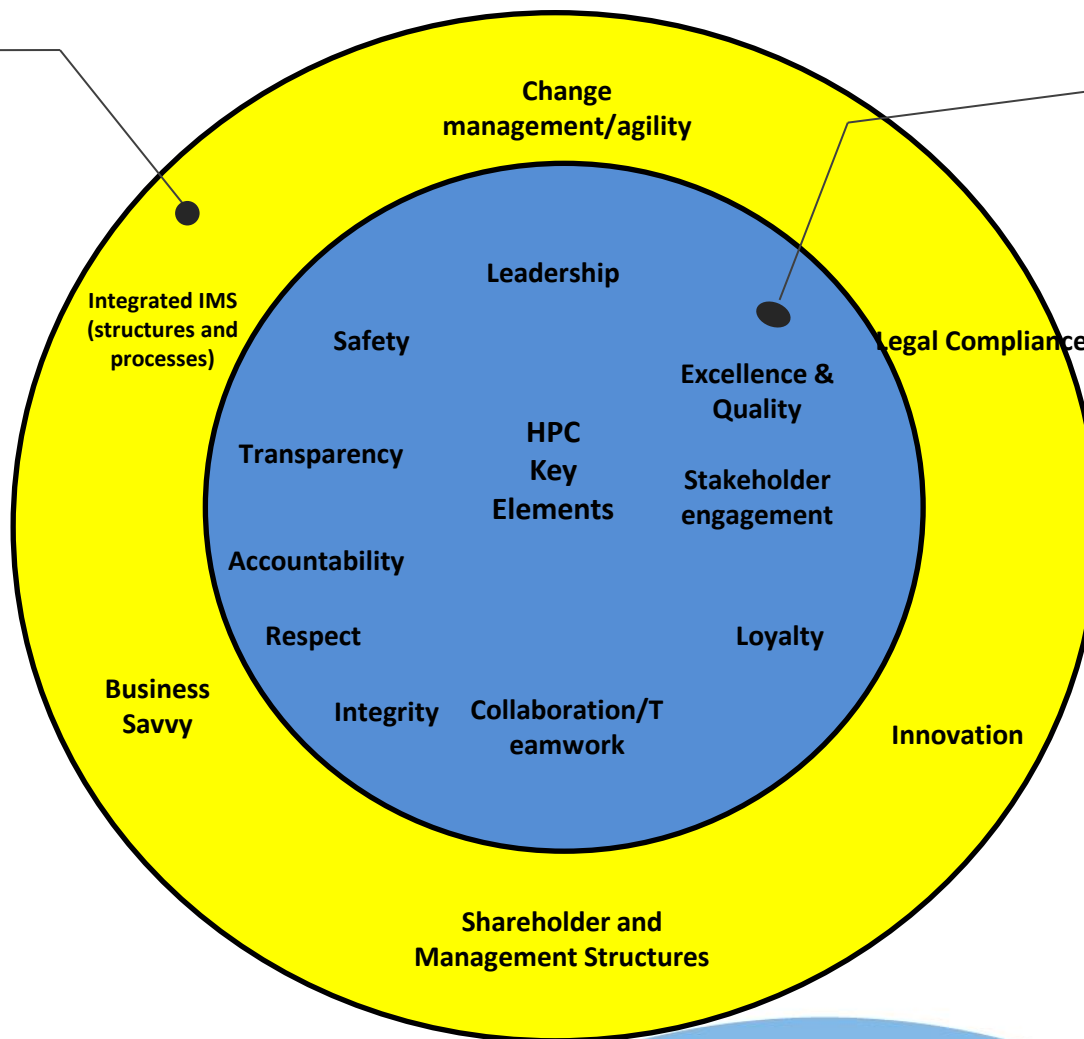 Change
management/agility
Leadership
Integrated IMS
(structures and
processes)
Safety
Legal Compliance
Excellence &
Quality
HPC
Key
Elements
Transparency
Stakeholder
engagement
Accountability
Respect
Loyalty
Business
Savvy
Integrity
Collaboration/T
eamwork
Innovation
Shareholder and
Management Structures